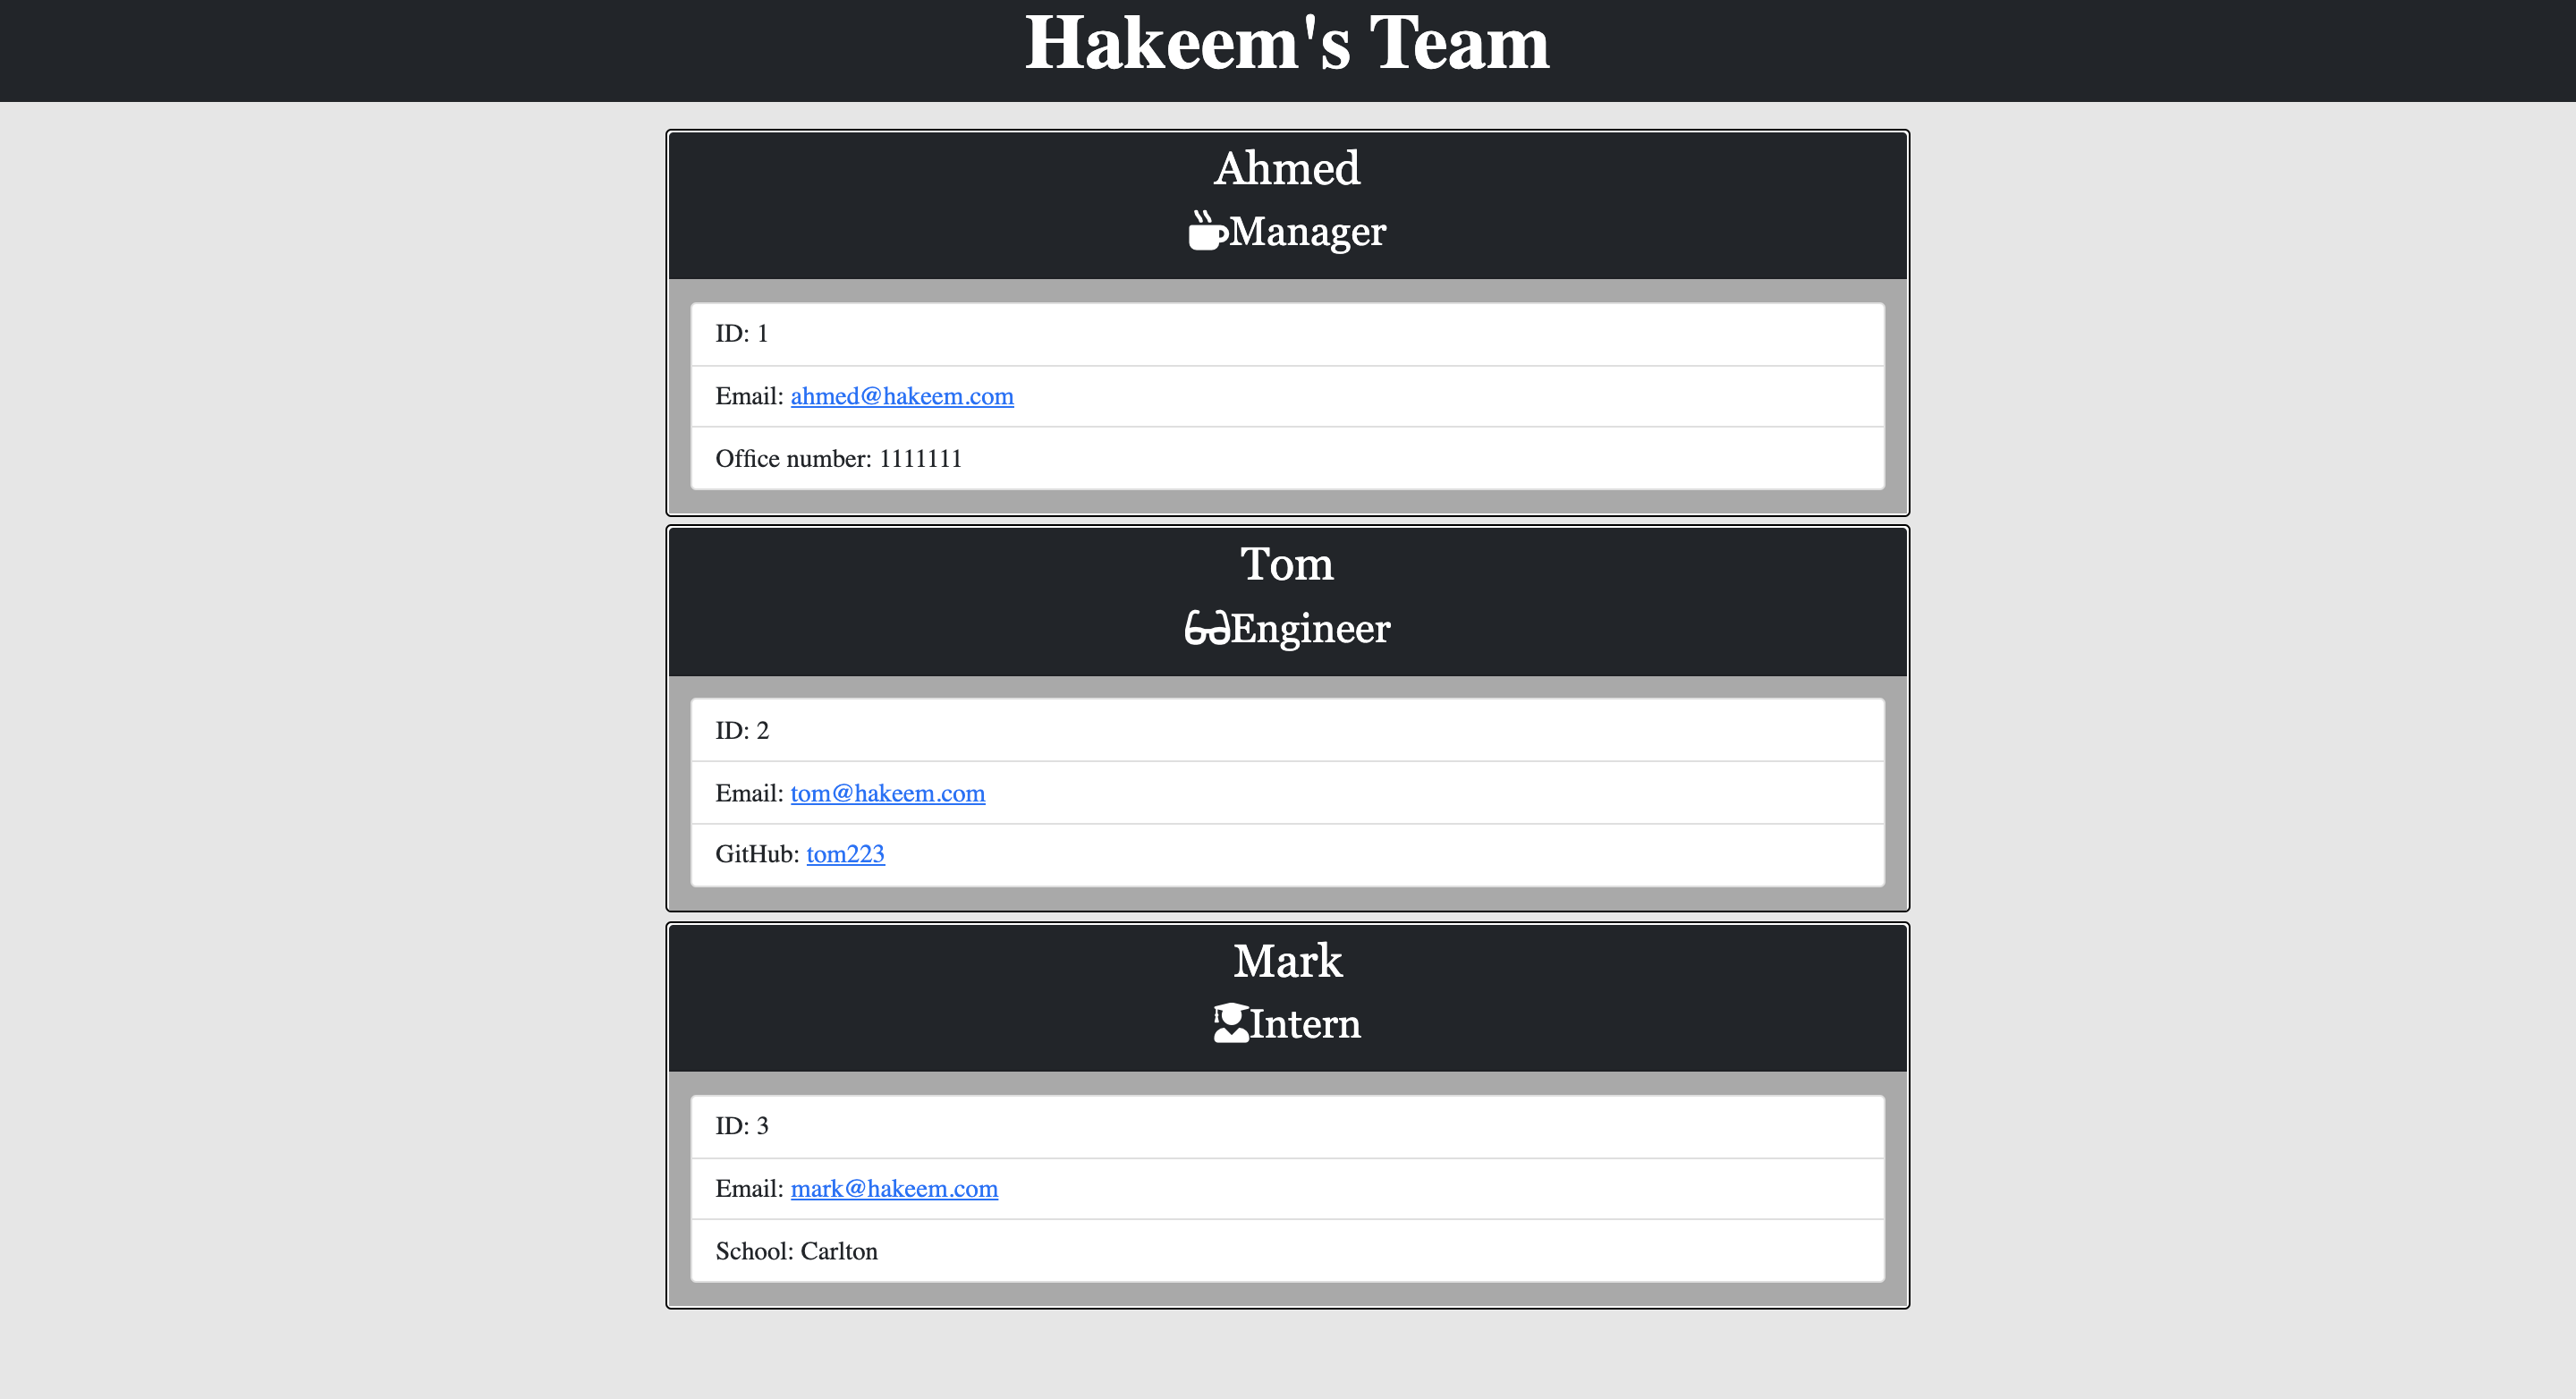 Hakeem's Team
Ahmed
Manager
ID: 1
Email: ahmed@hakeem.com
Office number: 1111111
Tom
Engineer
ID: 2
Email: tom@hakeem.com
GitHub: tom223
Mark
Intern
ID: 3
Email: mark@hakeem.com
School: Carlton